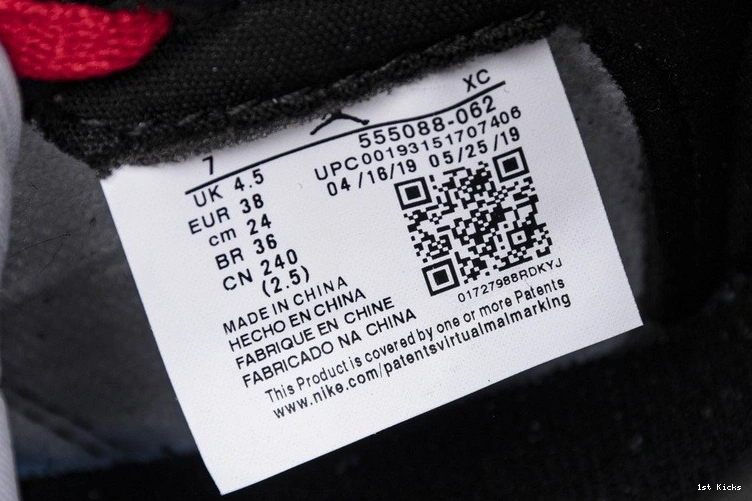 XC
7
555088-062
UK 4.5
UPC00193151707406
EUR 38
04/16/19 05/25/19
cm 24
BR 36
CN 240
(2.5)
01727988RDKYJ
MADE IN CHINA
HECHO EN CHINA
FABRIQUE EN CHINE
FABRICADO NA CHINA
This Product is covered by one or more Patents
www.nike.com/patentsvirtualmalmarking
1st Kicks